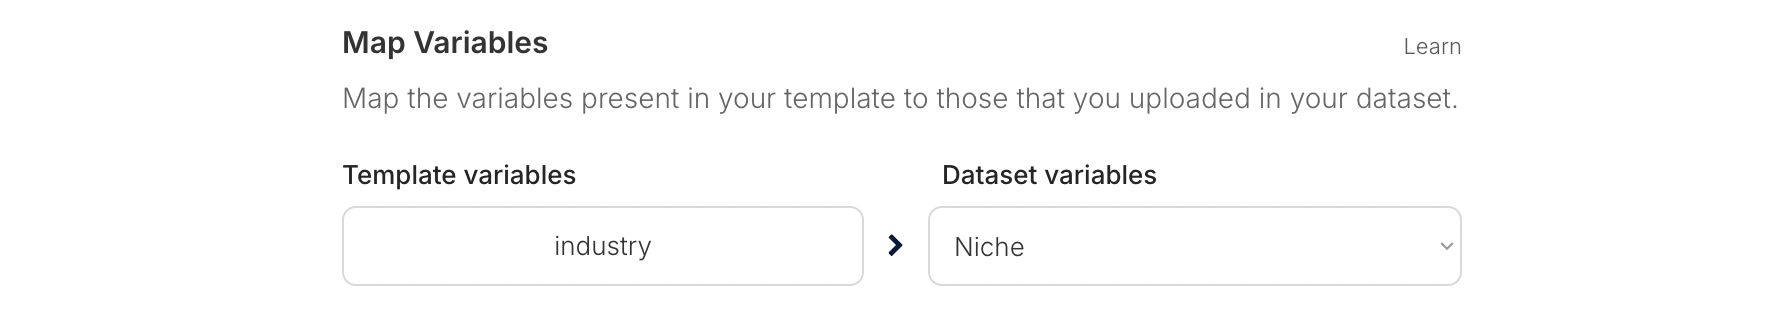 Map Variables
Learn
Map the variables present in your template to those that you uploaded in your dataset.
Template variables
Dataset variables
industry
Niche